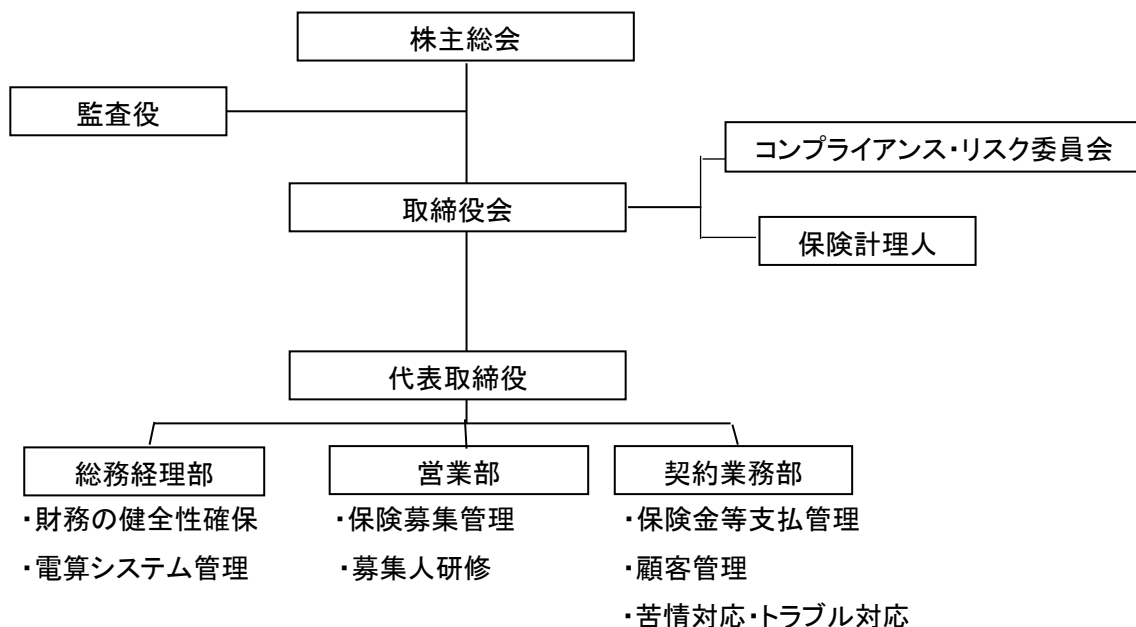 株主総会
監査役
コンプライアンス・リスク委員会
取締役会
保険計理人
代表取締役
総務経理部
・財務の健全性確保
・電算システム管理
営業部
・保険募集管理
・募集人研修
契約業務部
・保険金等支払管理
・顧客管理
・苦情対応・トラブル対応